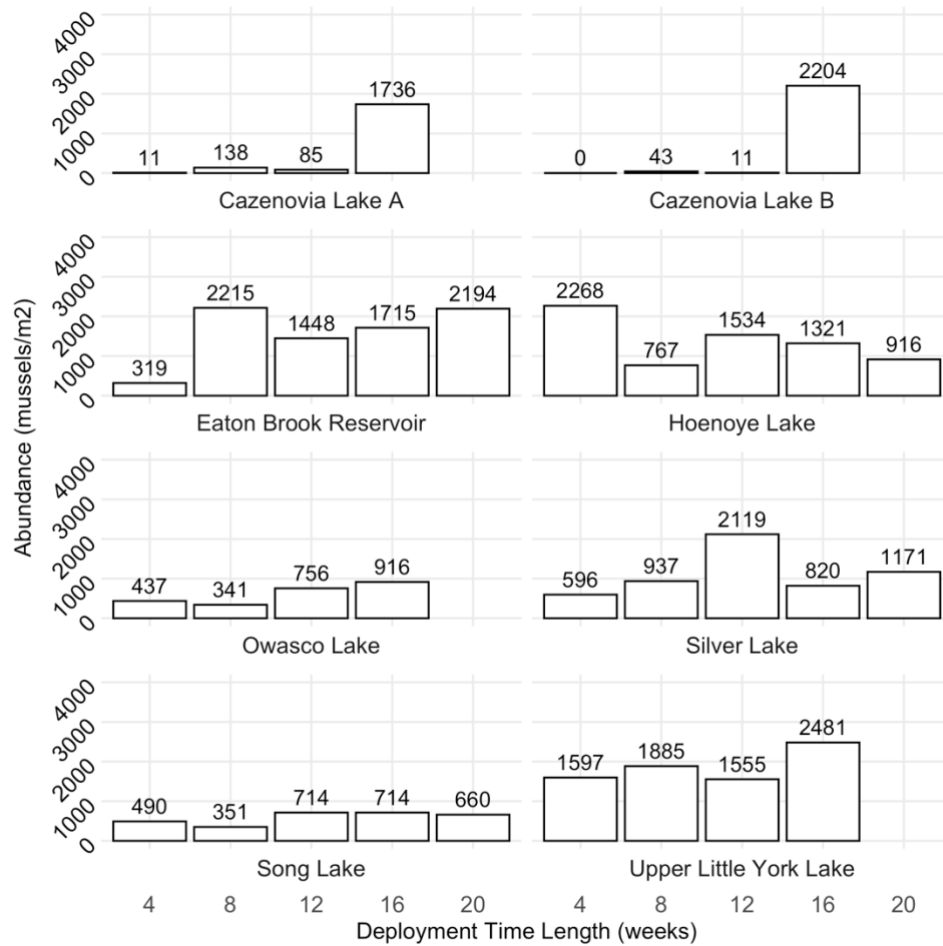 4000
3000
2000
1000
0
11 138 85 1736
Cazenovia Lake A
0 43 11 2204
Cazenovia Lake B
4000
3000
2000
1000
0
319 2215 1448 1715 2194
Eaton Brook Reservoir
2268 767 1534 1321 916
Hoenoye Lake
Abundance (mussels/m2)
4000
3000
2000
1000
0
437 341 756 916
Owasco Lake
596 937 2119 820 1171
Silver Lake
4000
3000
2000
1000
0
490 351 714 714 660
Song Lake
1597 1885 1555 2481
Upper Little York Lake
4 8 12 16 20 4 8 12 16 20
Deployment Time Length (weeks)